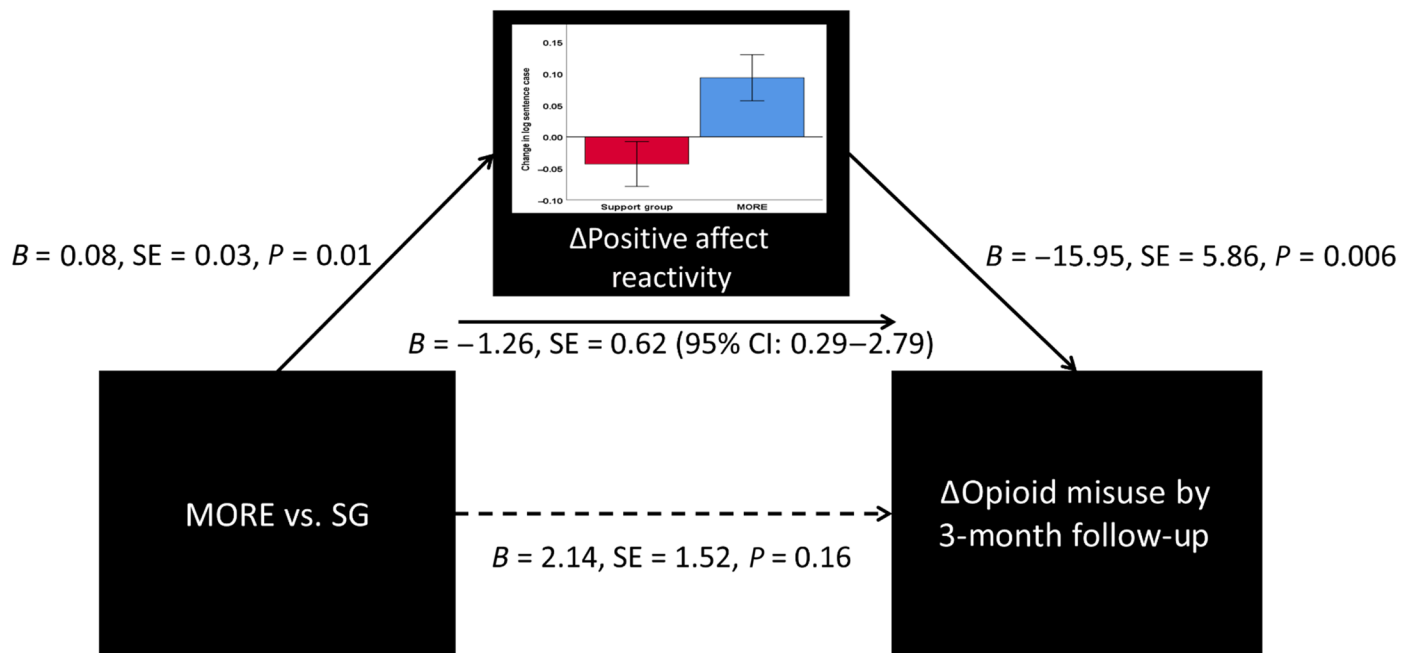 Change in log sentence case
0.15
0.10
0.05
0.00
−0.05
−0.10
Support group MORE
ΔPositive affect
reactivity
B = 0.08, SE = 0.03, P = 0.01
B = −15.95, SE = 5.86, P = 0.006
B = −1.26, SE = 0.62 (95% CI: 0.29–2.79)
MORE vs. SG
ΔOpioid misuse by
3-month follow-up
B = 2.14, SE = 1.52, P = 0.16